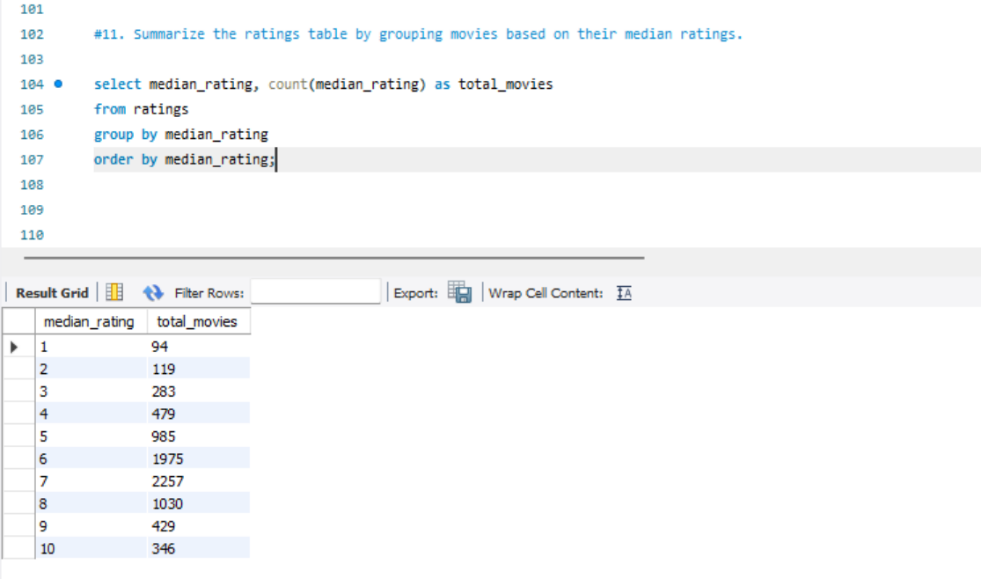 101
102 #11. Summarize the ratings table by grouping movies based on their median ratings.
103
104 select median_rating, count(median_rating) as total_movies
105 from ratings
106 group by median_rating
107 order by median_rating;
108
109
110
Result Grid Filter Rows: Export: Wrap Cell Content: IA
median_rating total_movies
1 94
2 119
3 283
4 479
5 985
6 1975
7 2257
8 1030
9 429
10 346